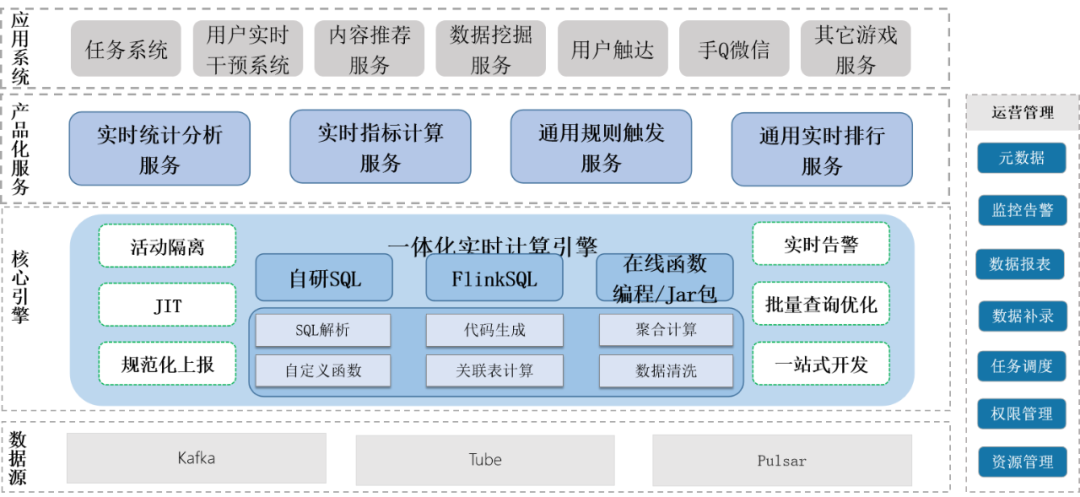 应用系统
任务系统
用户实时
干预系统
内容推荐
服务
数据挖掘
服务
用户触达
手Q微信
其它游戏
服务
产品化服务
实时统计分析
服务
实时指标计算
服务
通用规则触发
服务
通用实时排行
服务
核心引擎
一体化实时计算引擎
活动隔离
JIT
规范化上报
自研SQL
FlinkSQL
在线函数
编程/Jar包
SQL解析
代码生成
聚合计算
自定义函数
关联表计算
数据清洗
实时告警
批量查询优化
一站式开发
数据源
Kafka
Tube
Pulsar
运营管理
元数据
监控告警
数据报表
数据补录
任务调度
权限管理
资源管理